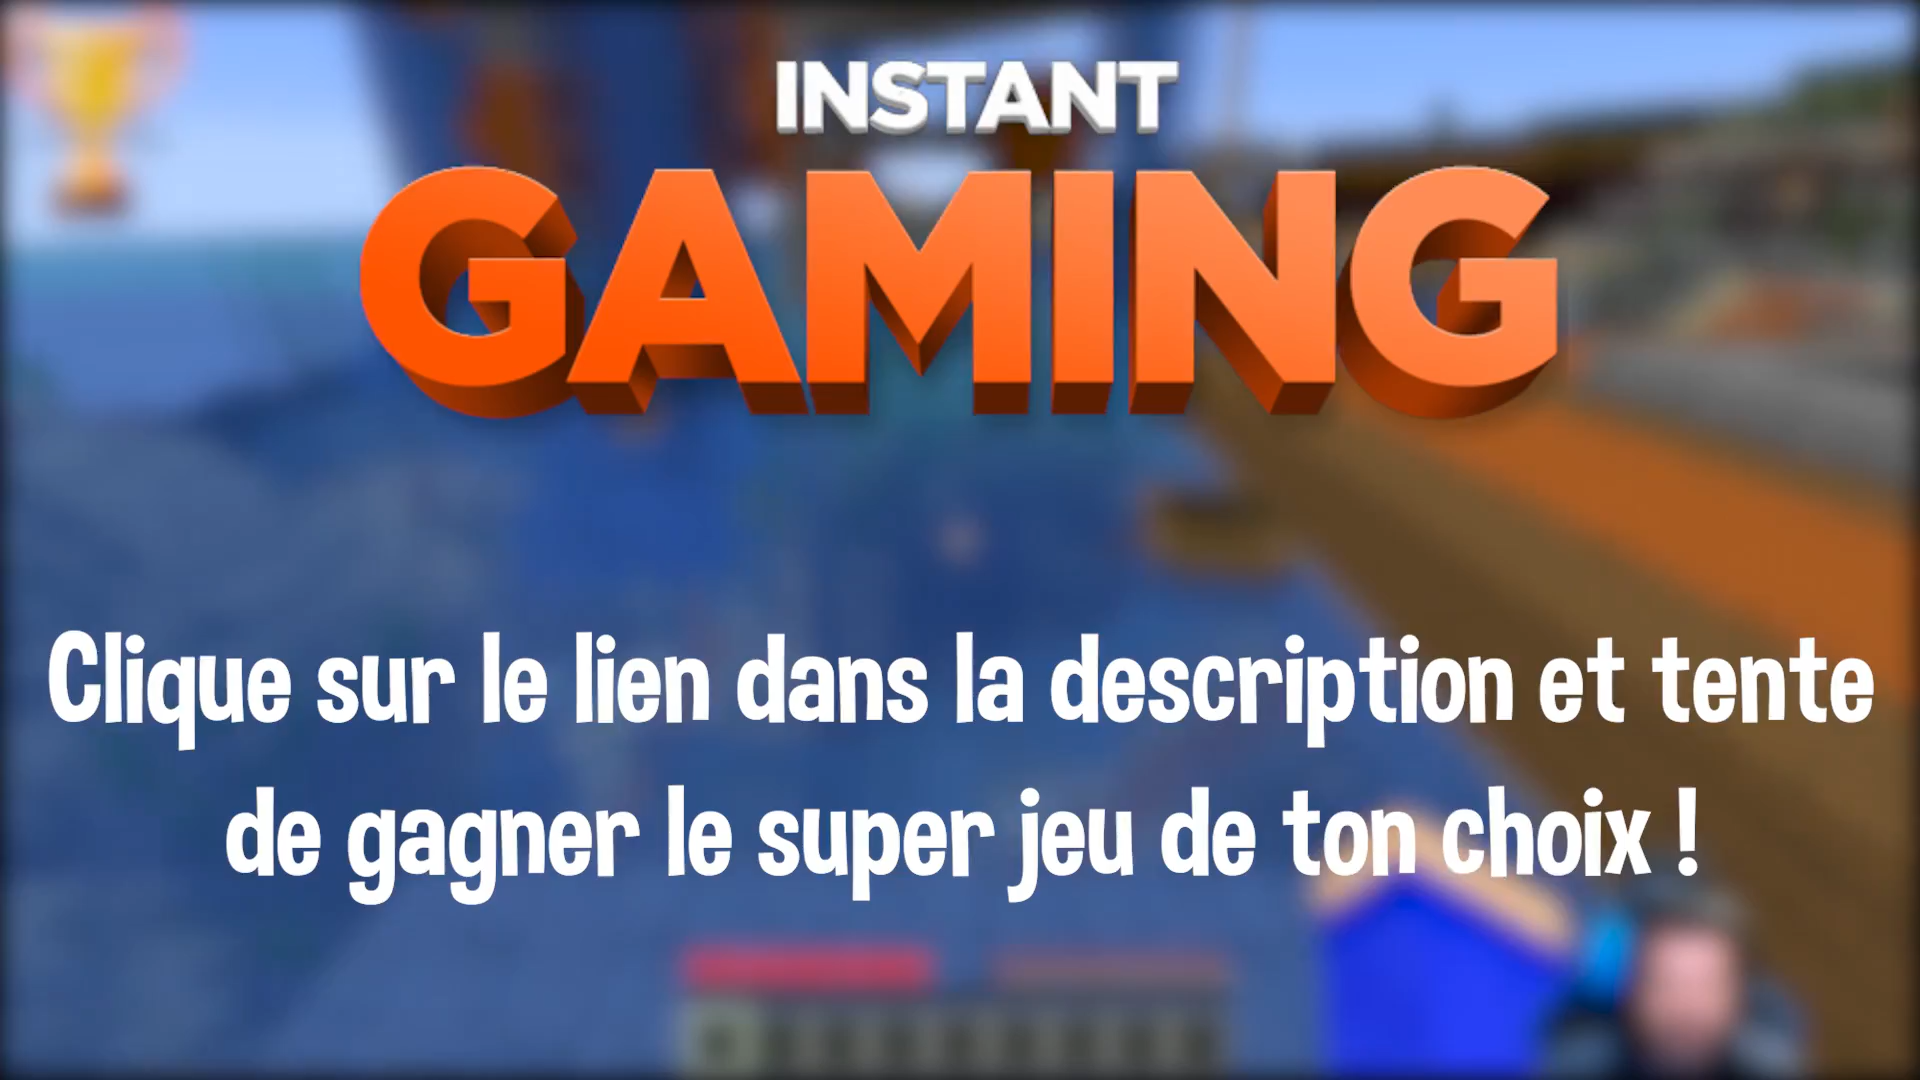 INSTANT
GAMING
Clique sur le lien dans la description et tente
de gagner le super jeu de ton choix !